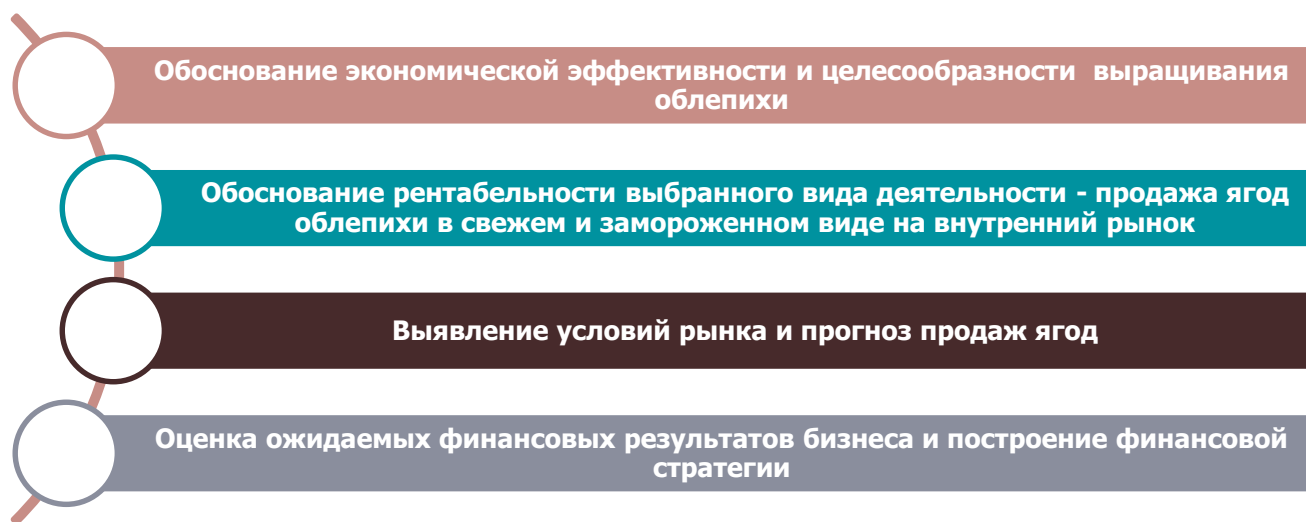 Обоснование экономической эффективности и целесообразности выращивания
облепихи
Обоснование рентабельности выбранного вида деятельности - продажа ягод
облепихи в свежем и замороженном виде на внутренний рынок
Выявление условий рынка и прогноз продаж ягод
Оценка ожидаемых финансовых результатов бизнеса и построение финансовой
стратегии